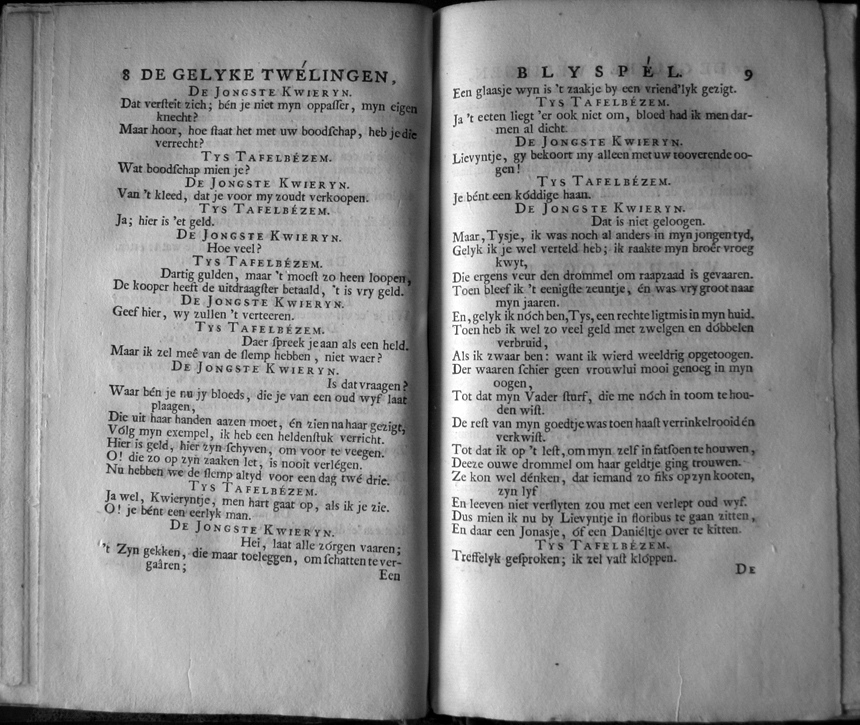 8 DE GELYKE TWÉLINGEN,
DE JONGSTE KWIERYN.
Dat verſteit zich; bén je niet myn oppaſſer, myn eigen
knecht?
Maar hoor, hoe ſtaat het met uw boodſchap, heb je die
verrecht?
TYS TAFELBÉZEM.
Wat boodſchap mien je?
DE JONGSTE KWIERYN.
Van 't kleed, dat je voor my zoudt verkoopen.
TYS TAFELBÉZEM.
Ja; hier is 'et geld.
DE JONGSTE KWIERYN.
Hoe veel?
TYS TAFELBÉZEM.
Dartig gulden, maar 't moeſt zo heen loopen,
De kooper heeft de uitdraagſter betaald, 't is vry geld.
DE JONGSTE KWIERYN.
Geef hier, wy zullen 't verteeren.
TYS TAFELBÉZEM.
Daer ſpreek je aan als een held.
Maar ik zel meê van de ſlemp hebben, niet waer?
DE JONGSTE KWIERYN.
Is dat vraagen?
Waar bén je nu jy bloeds, die je van een oud wyf laat
plaagen,
Die uit haar handen aazen moet, én zien na haar gezigt,
Vólg myn exempel, ik heb een heldenſtuk verricht.
Hier is geld, hier zyn ſchyven, om voor te veegen.
O! die zo op zyn zaaken let, is nooit verlégen.
Nu hebben we de ſlemp altyd voor een dag twé drie.
TYS TAFELBÉZEM.
Ja wel, Kwieryntje, men hart gaat op, als ik je zie.
O! je bént een eerlyk man.
DE JONGSTE KWIERYN.
Hei, laat alle zórgen vaaren;
't Zyn gekken, die maar toeleggen, om ſchatten te ver-
gaâren;
Een
BLYSPÉL. 9
Een glaasje wyn is 't zaakje by een vriend'lyk gezigt.
TYS TAFELBÉZEM.
Ja 't eeten liegt 'er ook niet om, bloed had ik men dar-
men al dicht.
DE JONGSTE KWIERYN.
Lievyntje, gy bekoort my alleen met uw tooverende oo-
gen!
TYS TAFELBÉZEM.
Je bént een kóddige haan.
DE JONGSTE KWIERYN.
Dat is niet geloogen.
Maar, Tysje, ik was noch al anders in myn jongen tyd,
Gelyk ik je wel verteld heb; ik raakte myn broêr vroeg
kwyt,
Die ergens veur den drommel om raapzaad is gevaaren.
Toen bleef ik 't eenigſte zeuntje, én was vry groot naar
myn jaaren.
En, gelyk ik nóch ben, Tys, een rechte ligtmis in myn huid.
Toen heb ik wel zo veel geld met zwelgen en dóbbelen
verbruid,
Als ik zwaar ben: want ik wierd weeldrig opgetoogen.
Der waaren ſchier geen vrouwlui mooi genoeg in myn
oogen,
Tot dat myn Vader ſturf, die me nóch in toom te hou-
den wiſt.
De reſt van myn goedtje was toen haaſt verrinkelrooid én
verkwiſt.
Tot dat ik op 't leſt, om myn zelf in fatſoen te houwen,
Deeze ouwe drommel om haar geldtje ging trouwen.
Ze kon wel dénken, dat iemand zo fiks op zyn kooten,
zyn lyf
En leeven niet verſlyten zou met een verlept oud wyf.
Dus mien ik nu by Lievyntje in floribus te gaan zitten,
En daar een Jonasje, óf een Daniéltje over te kitten.
TYS TAFELBÉZEM.
Treffelyk geſproken; ik zel vaſt klóppen.
DE